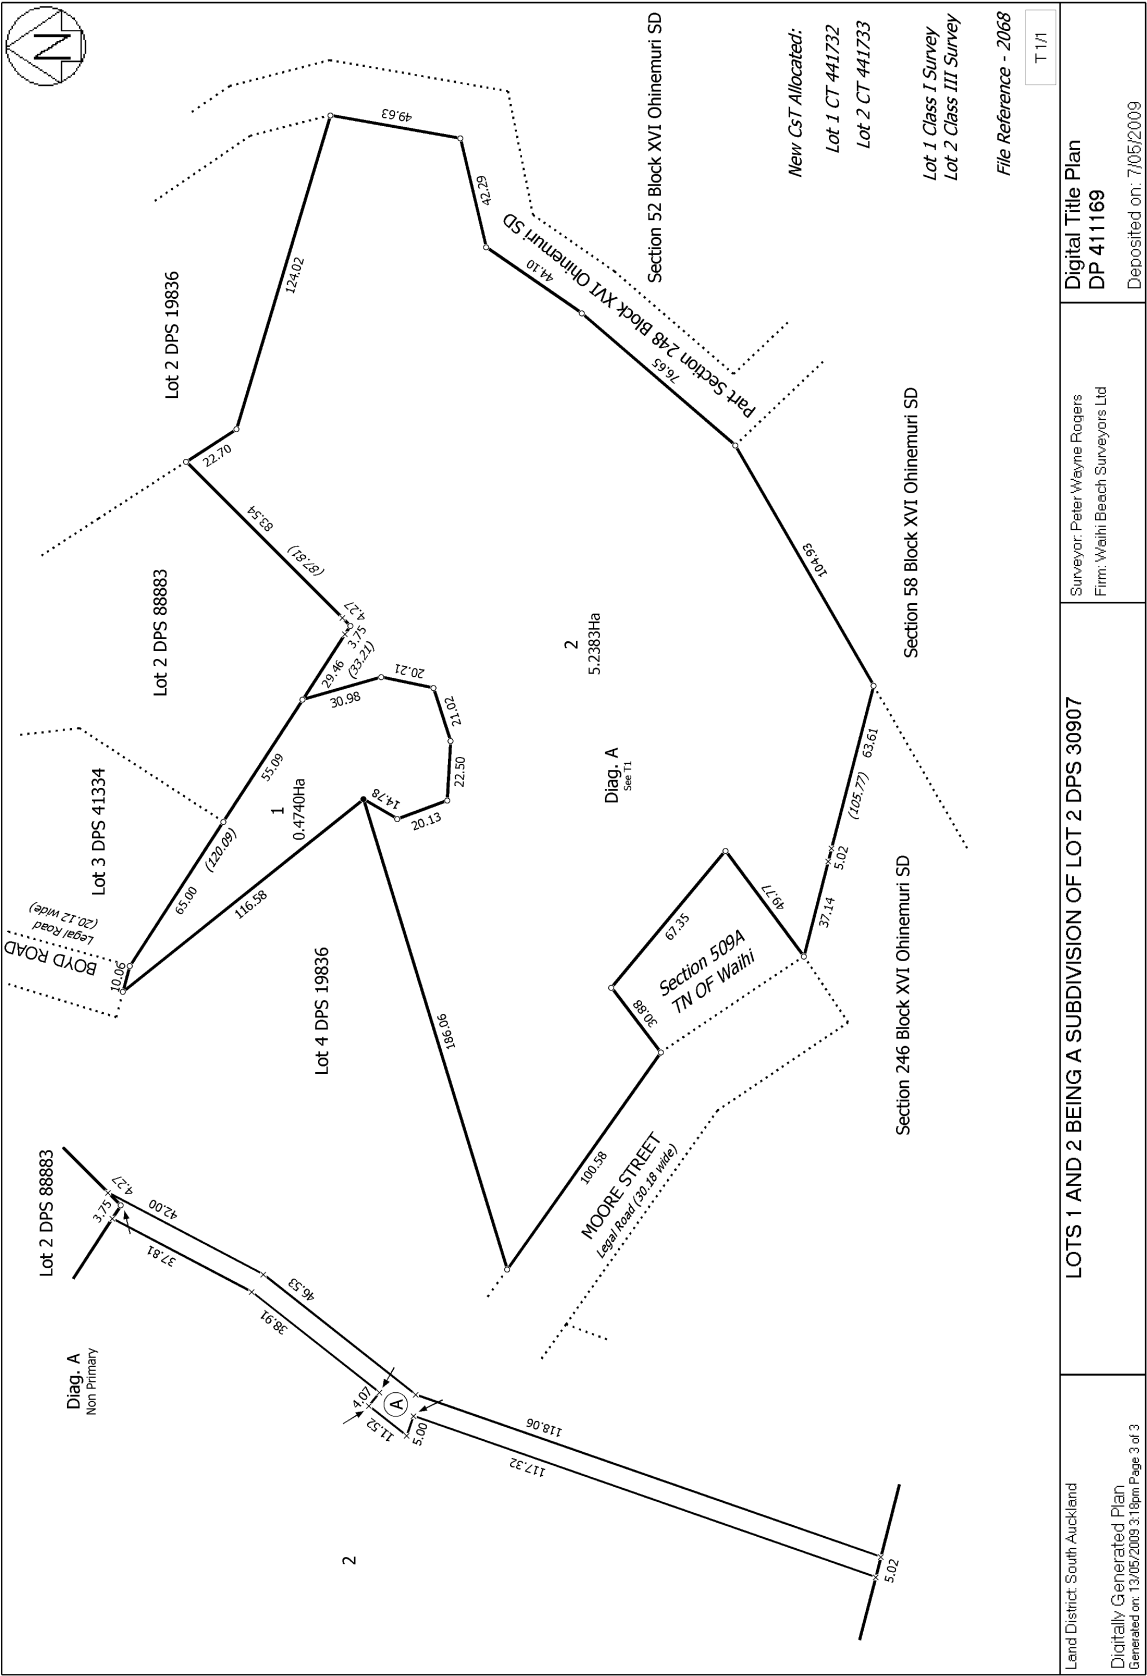 N
Lot 2 DPS 88883
4.27
3.75
42.00
37.81
46.53
38.91
Diag. A
Non Primary
4.07
A
11.52
5.00
118.06
117.32
5.02
2
BOYD ROAD
Legal Road
(20.12 wide)
10.06
Lot 3 DPS 41334
65.00
(120.09)
55.09
116.58
1
0.4740Ha
Lot 2 DPS 88883
29.46
(33.21)
3.75
4.27
(87.81)
83.54
22.70
Lot 2 DPS 19836
124.02
49.63
42.29
44.10
76.65
104.93
63.61
(105.77)
5.02
37.14
30.98
20.21
21.02
22.50
20.13
14.78
Lot 4 DPS 19836
186.06
100.58
30.88
67.35
49.77
Section 509A
TN OF Waihi
MOORE STREET
Legal Road (30.18 wide)
Diag. A
See T1
2
5.2383Ha
Part Section 248 Block XVI Ohinemuri SD
Section 52 Block XVI Ohinemuri SD
Section 58 Block XVI Ohinemuri SD
Section 246 Block XVI Ohinemuri SD
New CsT Allocated:
Lot 1 CT 441732
Lot 2 CT 441733
Lot 1 Class I Survey
Lot 2 Class III Survey
File Reference - 2068
T 1/1
Land District: South Auckland
Digitally Generated Plan
Generated on: 13/05/2009 3:18pm Page 3 of 3
LOTS 1 AND 2 BEING A SUBDIVISION OF LOT 2 DPS 30907
Surveyor: Peter Wayne Rogers
Firm: Waihi Beach Surveyors Ltd
Digital Title Plan
DP 411169
Deposited on: 7/05/2009